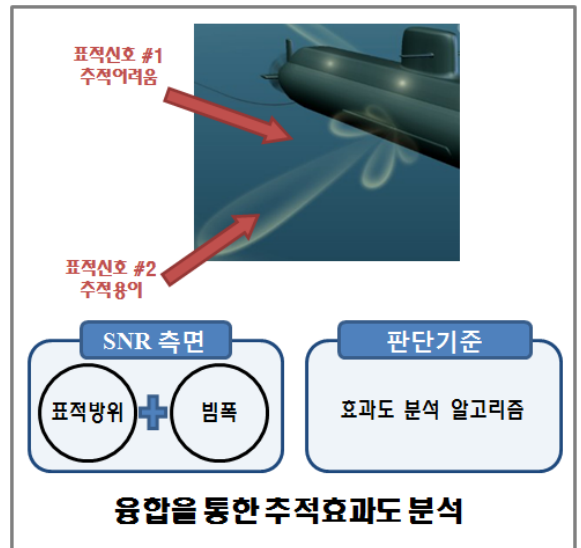 표적신호 #1
추적어려움
표적신호 #2
추적용이
SNR 측면
표적방위
빔폭
판단기준
효과도 분석 알고리즘
융합을 통한 추적효과도 분석